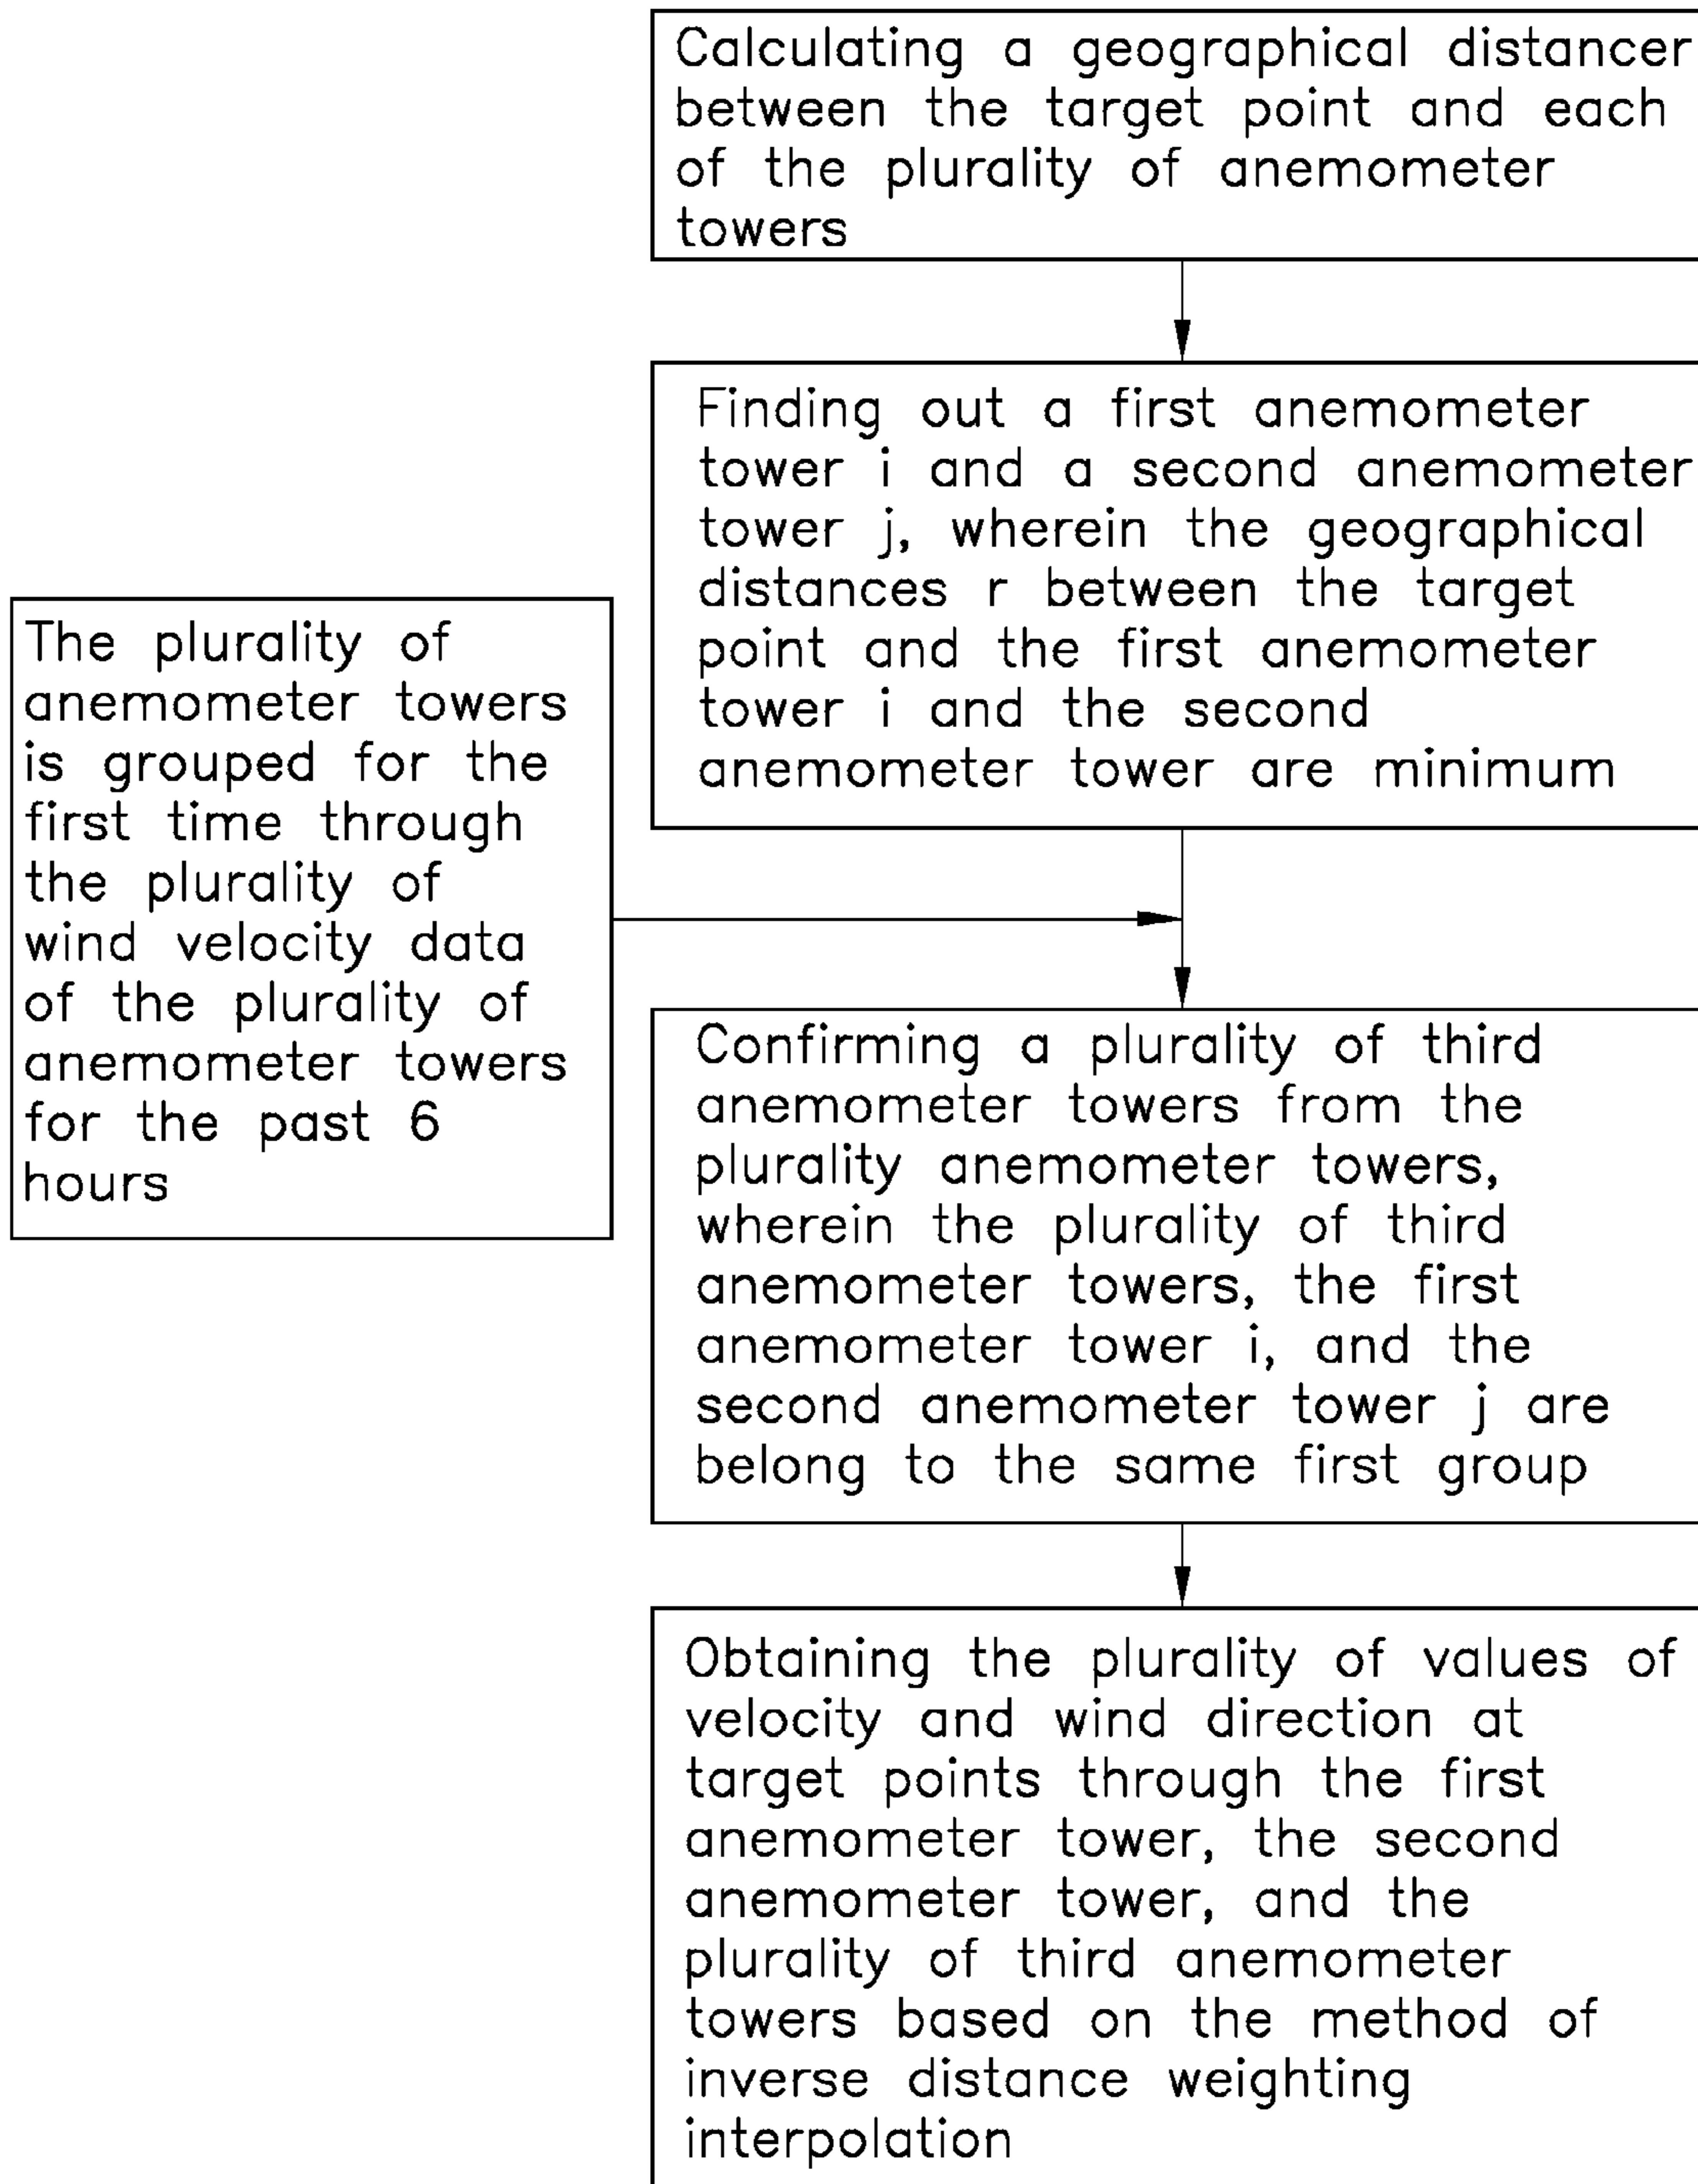 Calculating a geographical distancer
between the target point and each
of the plurality of anemometer
towers
Finding out a first anemometer
tower i and a second anemometer
tower j, wherein the geographical
distances r between the target
point and the first anemometer
tower i and the second
anemometer tower are minimum
The plurality of
anemometer towers
is grouped for the
first time through
the plurality of
wind velocity data
of the plurality of
anemometer towers
for the past 6
hours
Confirming a plurality of third
anemometer towers from the
plurality anemometer towers,
wherein the plurality of third
anemometer towers, the first
anemometer tower i, and the
second anemometer tower j are
belong to the same first group
Obtaining the plurality of values of
velocity and wind direction at
target points through the first
anemometer tower, the second
anemometer tower, and the
plurality of third anemometer
towers based on the method of
inverse distance weighting
interpolation